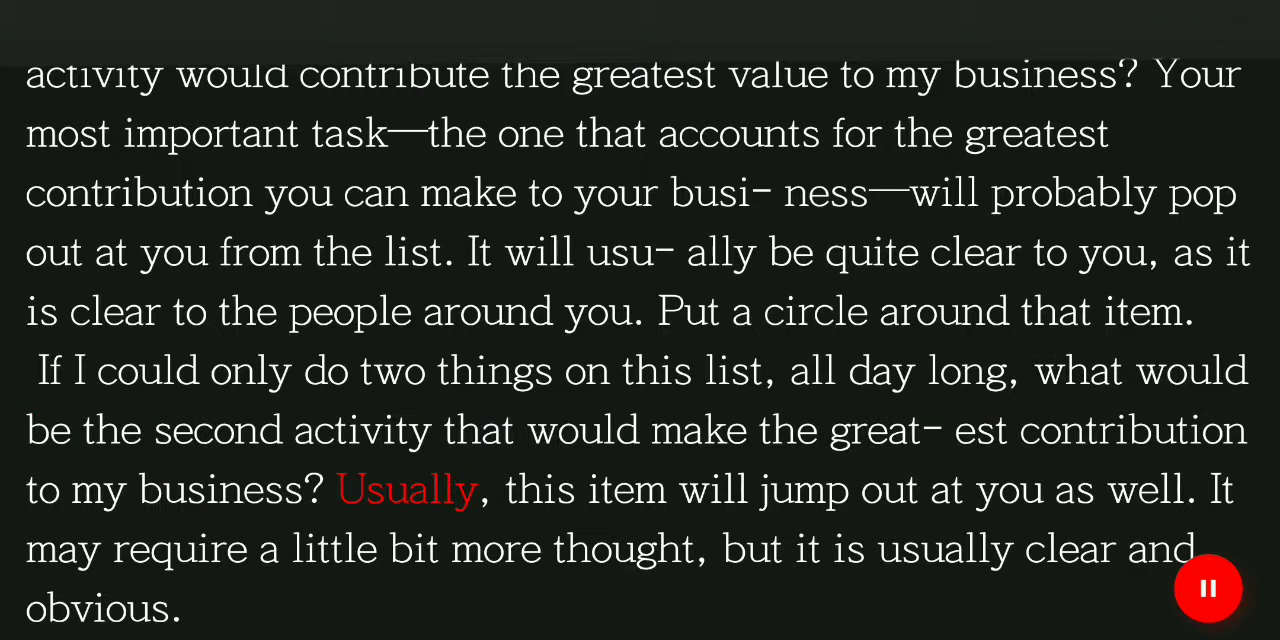 activity would contribute the greatest value to my business? Your
most important task—the one that accounts for the greatest
contribution you can make to your busi- ness—will probably pop
out at you from the list. It will usu- ally be quite clear to you, as it
is clear to the people around you. Put a circle around that item.
If I could only do two things on this list, all day long, what would
be the second activity that would make the great- est contribution
to my business? Usually, this item will jump out at you as well. It
may require a little bit more thought, but it is usually clear and
obvious.